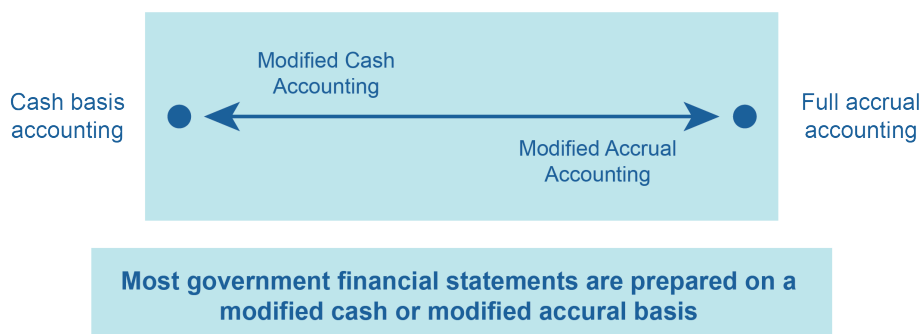 Modified Cash
Accounting
Cash basis
accounting
Full accrual
accounting
Modified Accrual
Accounting
Most government financial statements are prepared on a
modified cash or modified accural basis